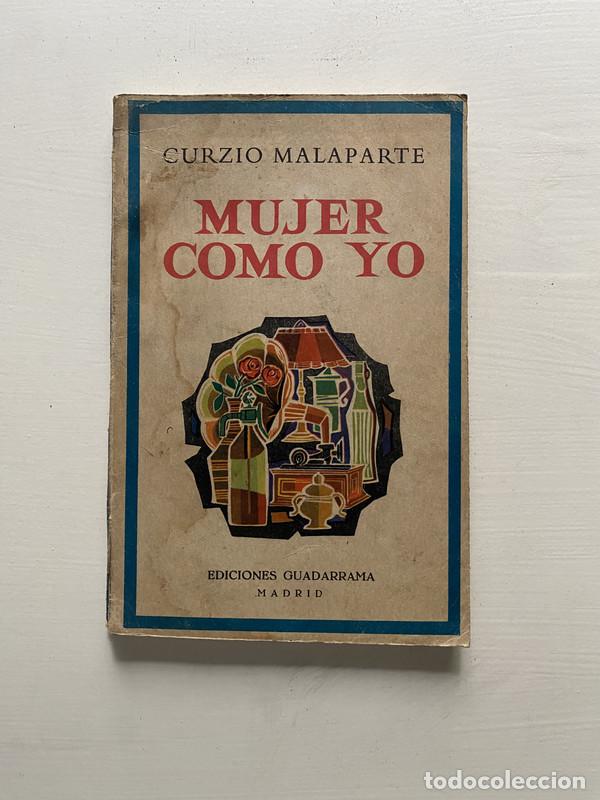 CURZIO MALAPARTE
MUJER
COMO YO
EDICIONES GUADARRAMA
MADRID
todocoleccion